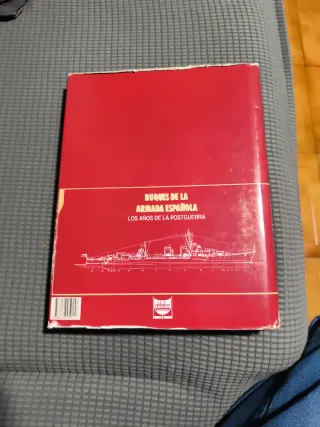 BUQUES DE LA
ARMADA ESPAÑOLA
LOS AÑOS DE LA POSTGUERRA